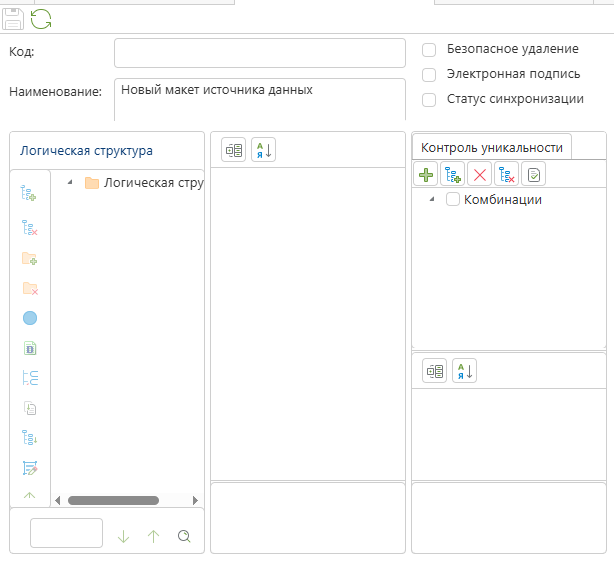 Код:
Безопасное удаление
Электронная подпись
Наименование:
Новый макет источника данных
Статус синхронизации
Логическая структура
Логическая стру
А
Я
Контроль уникальности
Комбинации
А
Я